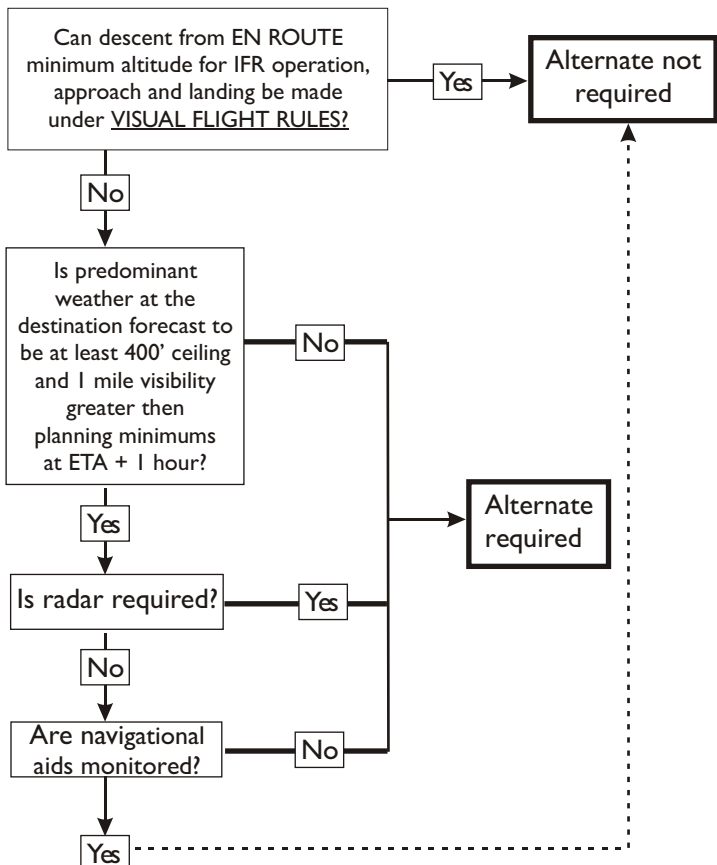 Can descent from EN ROUTE
minimum altitude for IFR operation,
approach and landing be made
under VISUAL FLIGHT RULES?
Yes
Alternate not
required
No
Is predominant
weather at the
destination forecast to
be at least 400' ceiling
and 1 mile visibility
greater then
planning minimums
at ETA + 1 hour?
No
Alternate
required
Yes
Is radar required?
Yes
No
Are navigational
aids monitored?
No
Yes